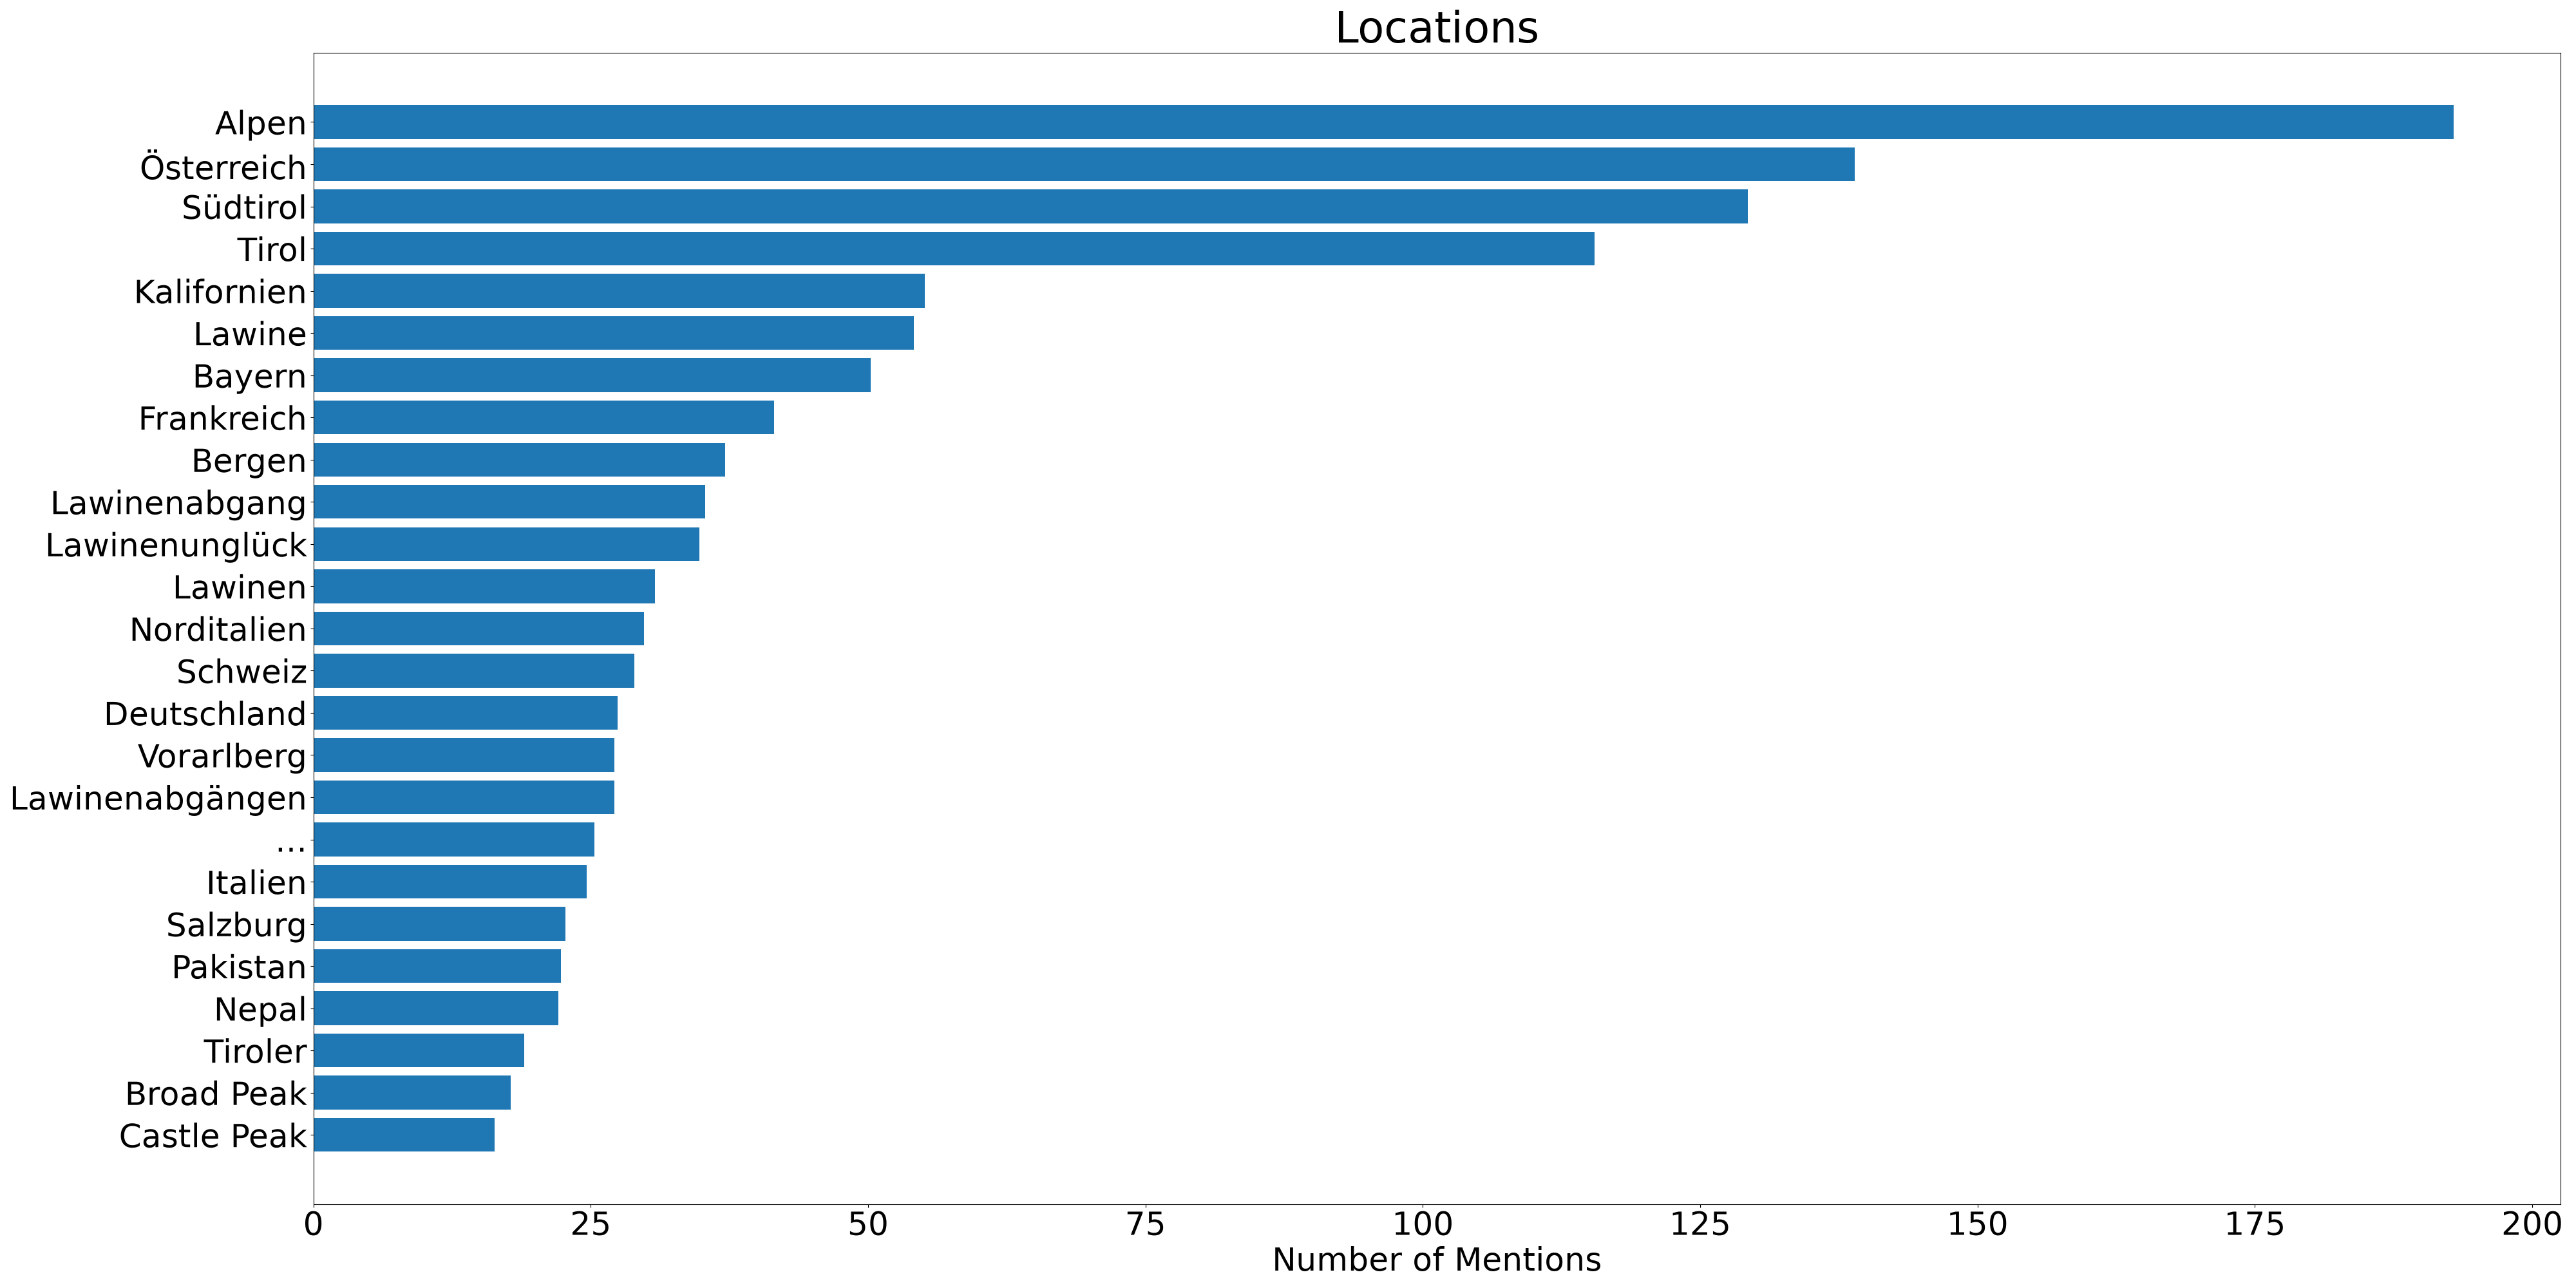 Locations
Alpen
Österreich
Südtirol
Tirol
Kalifornien
Lawine
Bayern
Frankreich
Bergen
Lawinenabgang
Lawinenunglück
Lawinen
Norditalien
Schweiz
Deutschland
Vorarlberg
Lawinenabgängen
...
Italien
Salzburg
Pakistan
Nepal
Tiroler
Broad Peak
Castle Peak
0 25 50 75 100 125 150 175 200
Number of Mentions